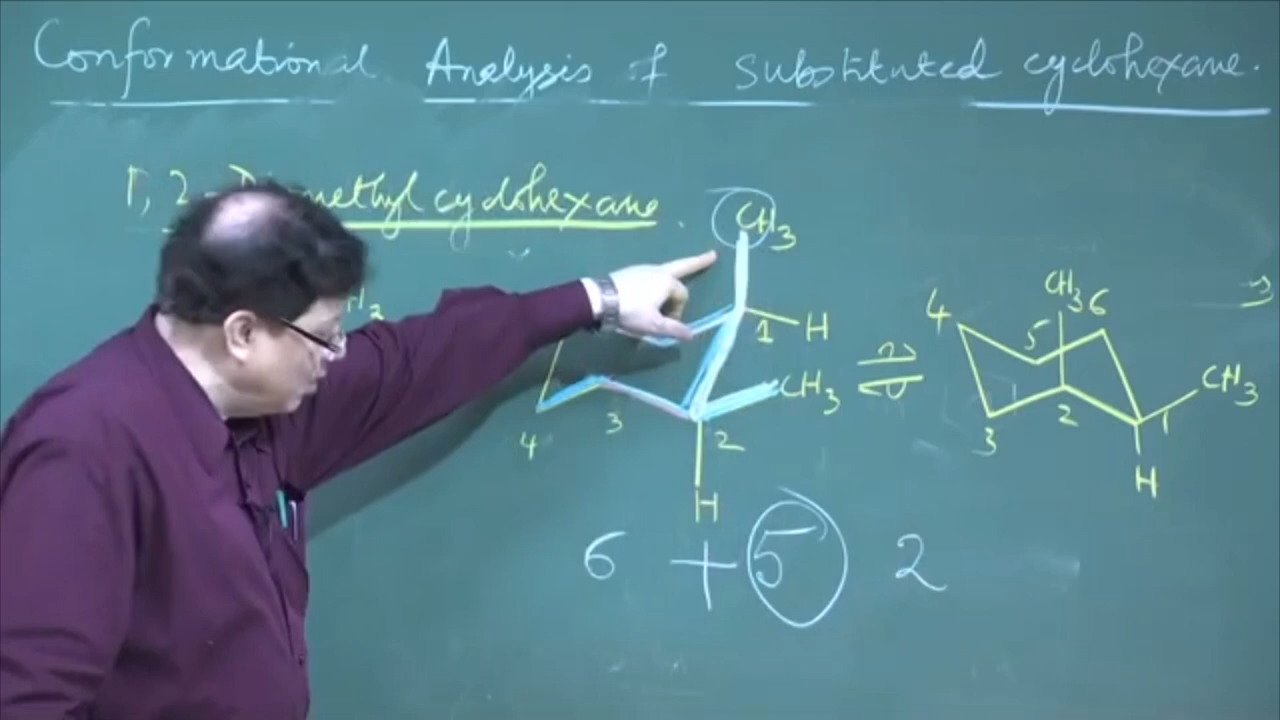 Conformational Analysis of substituted cyclohexane.
1, 2 - methyl cyclohexane.
CH3
1 H
CH3
4 3 2
H
4 5 CH3 6
CH3
3 2 1
H
6 + 5 2